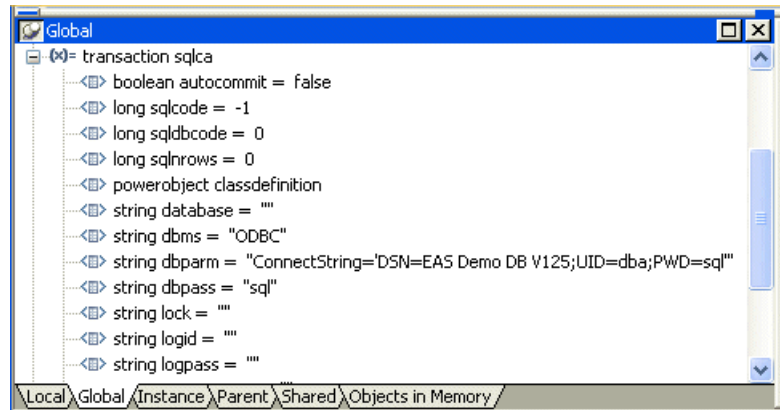 Global
(x)= transaction sqlca
boolean autocommit = false
long sqlcode = -1
long sqldbcode = 0
long sqlnrows = 0
powerobject classdefinition
string database = ""
string dbms = "ODBC"
string dbparm = "ConnectString='DSN=EAS Demo DB V125;UID=dba;PWD=sql'"
string dbpass = "sql"
string lock = ""
string logid = ""
string logpass = ""
Local Global Instance Parent Shared Objects in Memory